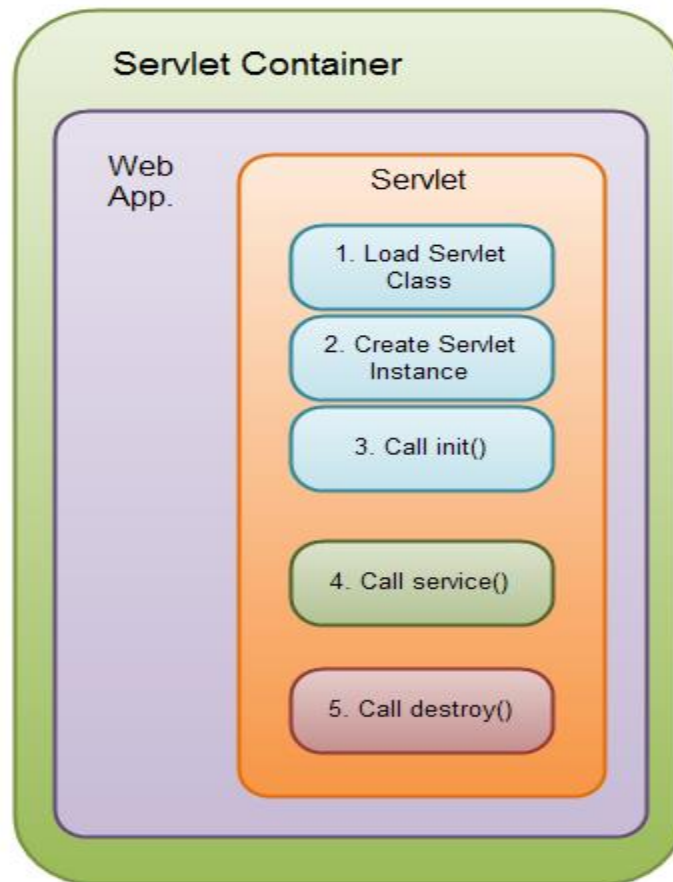 Servlet Container
Web
App.
Servlet
1. Load Servlet
Class
2. Create Servlet
Instance
3. Call init()
4. Call service()
5. Call destroy()